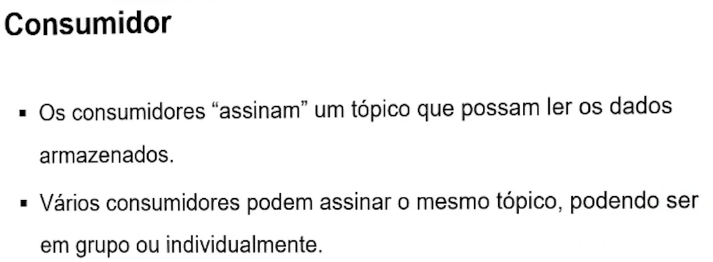 Consumidor
▪ Os consumidores “assinam” um tópico que possam ler os dados
armazenados.
▪ Vários consumidores podem assinar o mesmo tópico, podendo ser
em grupo ou individualmente.